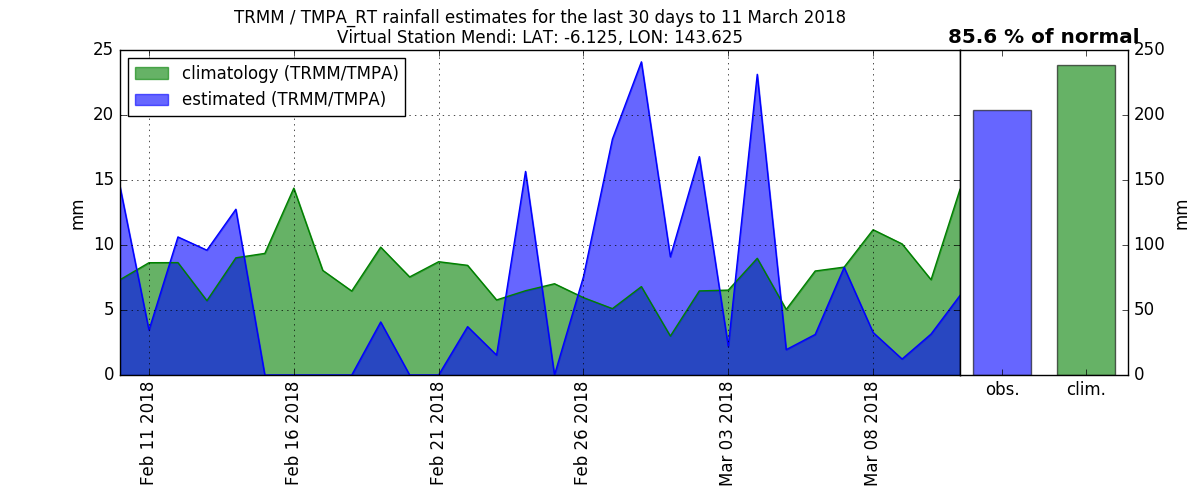 TRMM / TMPA_RT rainfall estimates for the last 30 days to 11 March 2018
Virtual Station Mendi: LAT: -6.125, LON: 143.625
85.6 % of normal
climatology (TRMM/TMPA)
estimated (TRMM/TMPA)
25
20
15
10
5
0
mm
Feb 11 2018
Feb 16 2018
Feb 21 2018
Feb 26 2018
Mar 03 2018
Mar 08 2018
250
200
150
100
50
0
mm
obs.
clim.